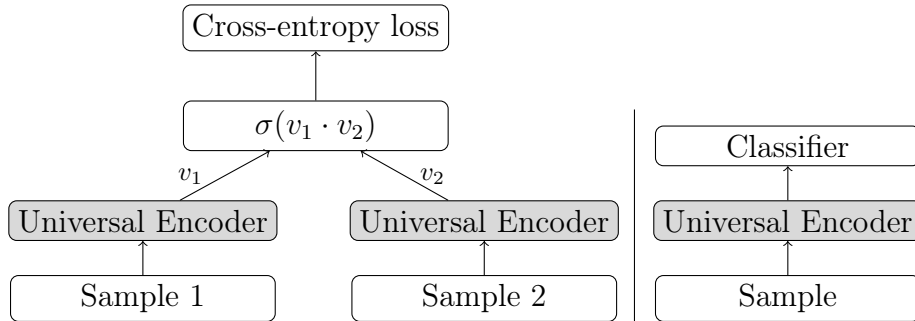 Cross-entropy loss
σ(v₁ · v₂)
v₁
v₂
Universal Encoder
Universal Encoder
Sample 1
Sample 2
Classifier
Universal Encoder
Sample